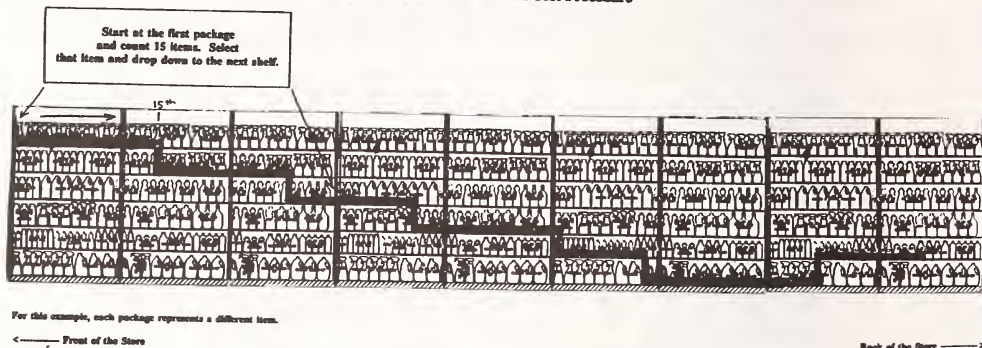 Start at the first package
and count 15 items. Select
that item and drop down to the next shelf.
15th
For this example, each package represents a different item.
<——— Front of the Store
Back of the Store ———